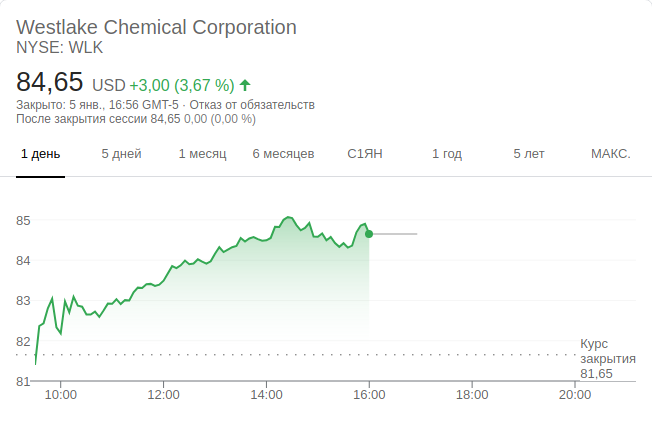 Westlake Chemical Corporation
NYSE: WLK
84,65 USD +3,00 (3,67 %)
Закрыто: 5 янв., 16:56 GMT-5 · Отказ от обязательств
После закрытия сессии 84,65 0,00 (0,00 %)
1 день 5 дней 1 месяц 6 месяцев С1ЯН 1 год 5 лет МАКС.
85
84
83
82
Курс
закрытия
81,65
81
10:00 12:00 14:00 16:00 18:00 20:00